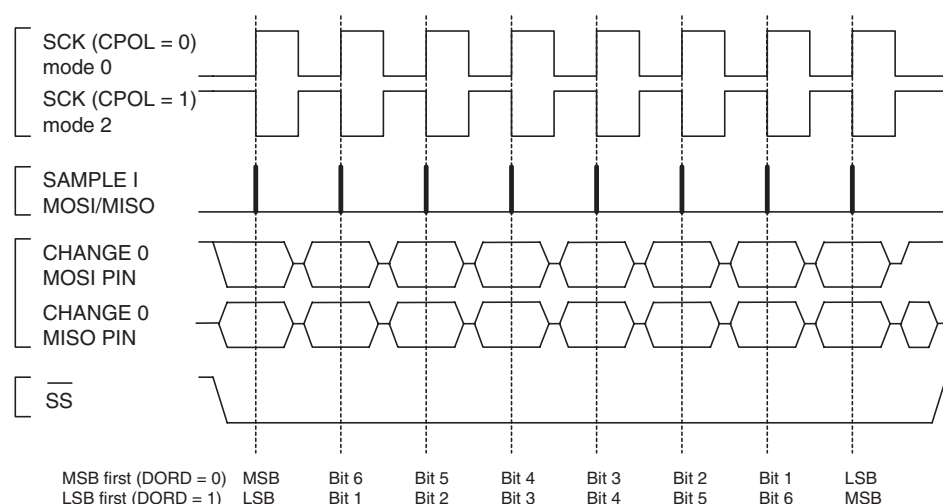 SCK (CPOL = 0)
mode 0
SCK (CPOL = 1)
mode 2
SAMPLE I
MOSI/MISO
CHANGE 0
MOSI PIN
CHANGE 0
MISO PIN
SS
MSB first (DORD = 0) MSB Bit 6 Bit 5 Bit 4 Bit 3 Bit 2 Bit 1 LSB
LSB first (DORD = 1) LSB Bit 1 Bit 2 Bit 3 Bit 4 Bit 5 Bit 6 MSB